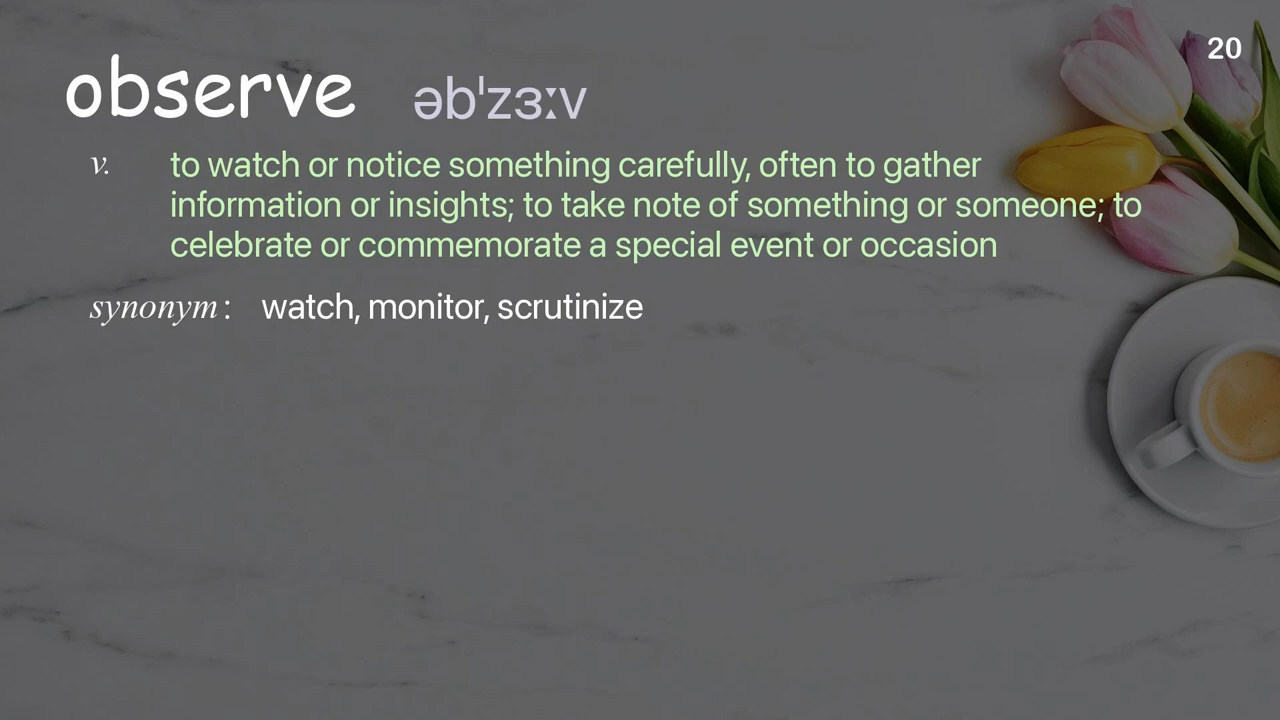 20
observe əbˈzɜːv
v. to watch or notice something carefully, often to gather
information or insights; to take note of something or someone; to
celebrate or commemorate a special event or occasion
synonym : watch, monitor, scrutinize